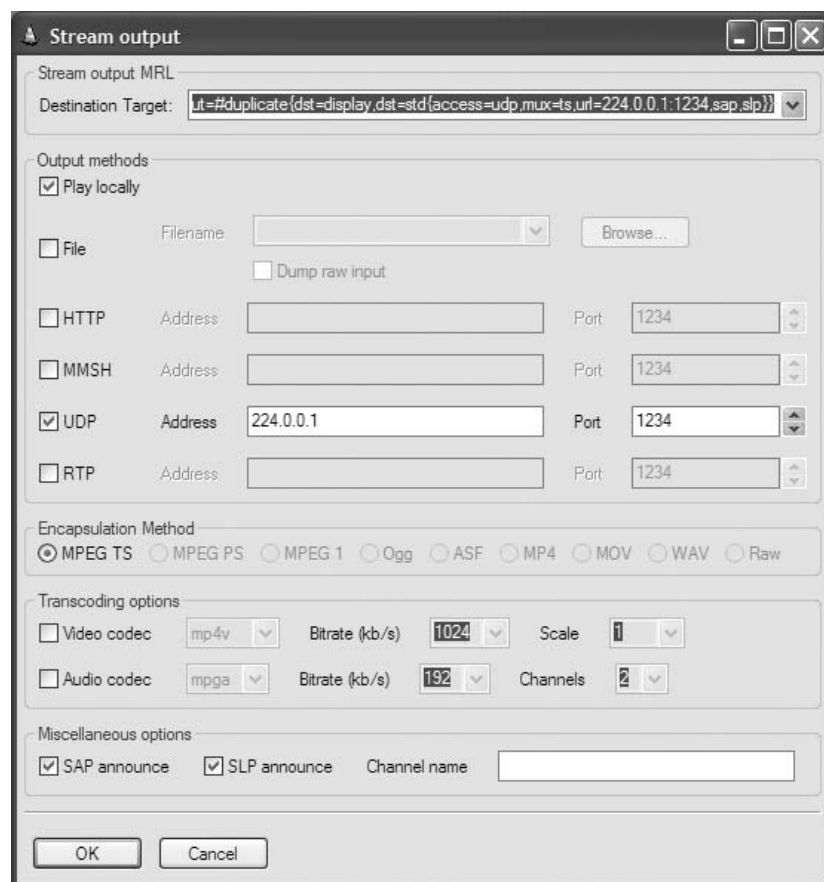 Stream output
Stream output MRL
Destination Target: ut=#duplicate{dst=display,dst=std{access=udp,mux=ts,url=224.0.0.1:1234,sap,slp}}
Output methods
Play locally
File Filename Browse...
Dump raw input
HTTP Address Port 1234
MMSH Address Port 1234
UDP Address 224.0.0.1 Port 1234
RTP Address Port 1234
Encapsulation Method
MPEG TS MPEG PS MPEG 1 Ogg ASF MP4 MOV WAV Raw
Transcoding options
Video codec mp4v Bitrate (kb/s) 1024 Scale 1
Audio codec mpga Bitrate (kb/s) 192 Channels 2
Miscellaneous options
SAP announce SLP announce Channel name
OK Cancel